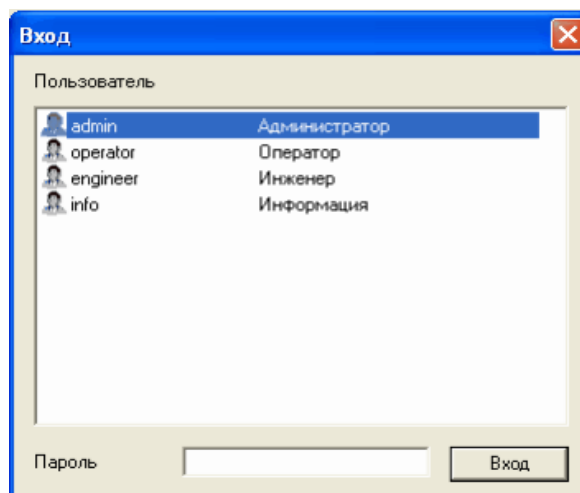 Вход
Пользователь
admin Администратор
operator Оператор
engineer Инженер
info Информация
Пароль Вход